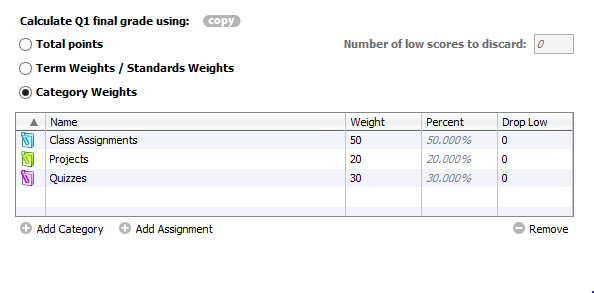 Calculate Q1 final grade using: copy
Total points Number of low scores to discard: 0
Term Weights / Standards Weights
Category Weights
Name Weight Percent Drop Low
Class Assignments 50 50.000% 0
Projects 20 20.000% 0
Quizzes 30 30.000% 0
Add Category Add Assignment Remove